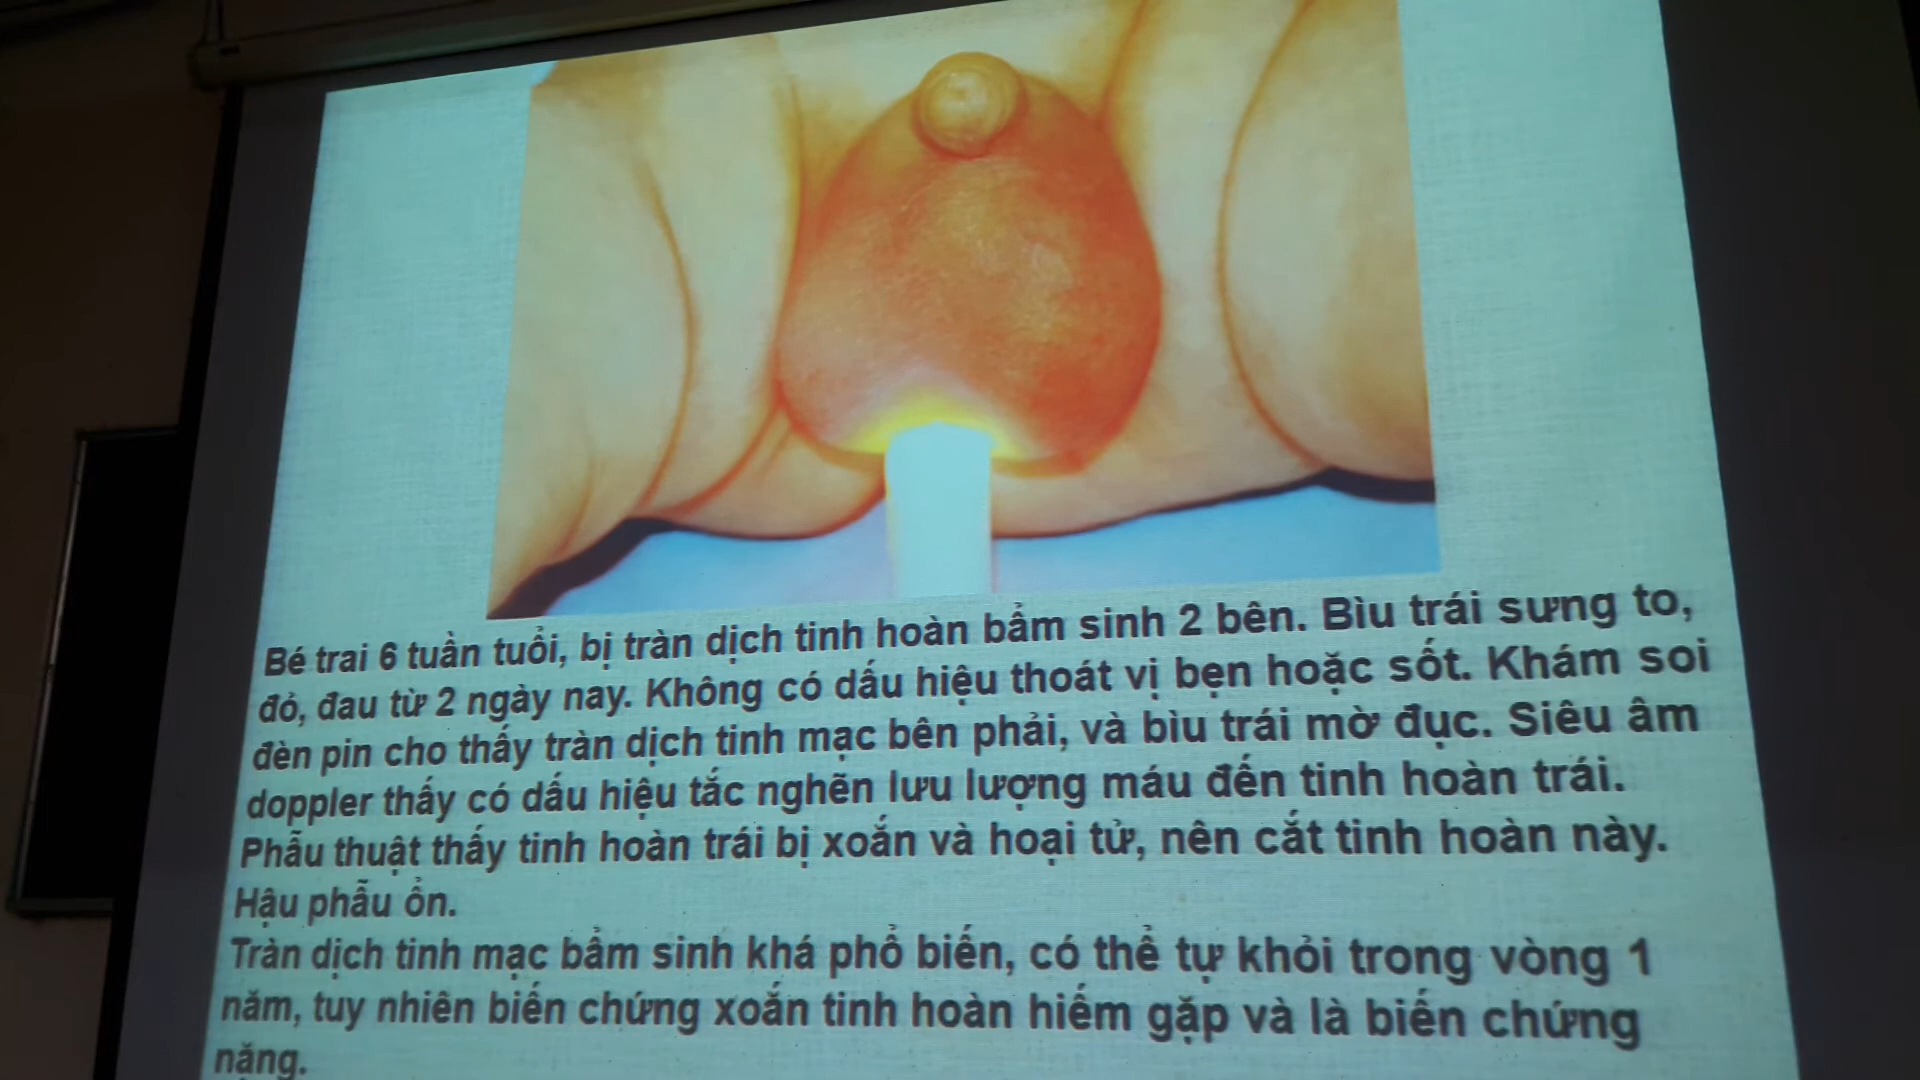 Bé trai 6 tuần tuổi, bị tràn dịch tinh hoàn bẩm sinh 2 bên. Bìu trái sưng to,
đỏ, đau từ 2 ngày nay. Không có dấu hiệu thoát vị bẹn hoặc sốt. Khám soi
đèn pin cho thấy tràn dịch tinh mạc bên phải, và bìu trái mờ đục. Siêu âm
doppler thấy có dấu hiệu tắc nghẽn lưu lượng máu đến tinh hoàn trái.
Phẫu thuật thấy tinh hoàn trái bị xoắn và hoại tử, nên cắt tinh hoàn này.
Hậu phẫu ổn.
Tràn dịch tinh mạc bẩm sinh khá phổ biến, có thể tự khỏi trong vòng 1
năm, tuy nhiên biến chứng xoắn tinh hoàn hiếm gặp và là biến chứng
nặng.